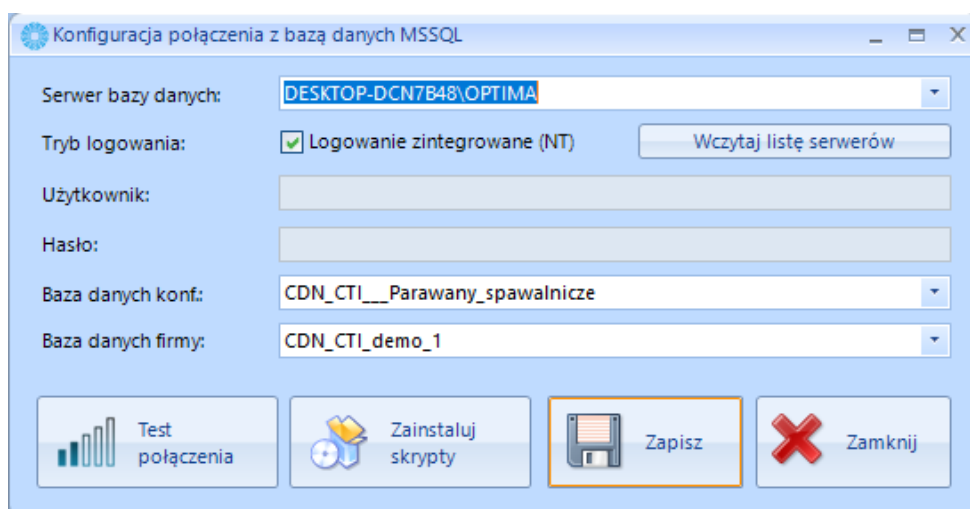 Konfiguracja połączenia z bazą danych MSSQL
Serwer bazy danych: DESKTOP-DCN7B48\OPTIMA
Tryb logowania: Logowanie zintegrowane (NT) Wczytaj listę serwerów
Użytkownik:
Hasło:
Baza danych konf.: CDN_CTI___Parawany_spawalnicze
Baza danych firmy: CDN_CTI_demo_1
Test połączenia
Zainstaluj skrypty
Zapisz
Zamknij